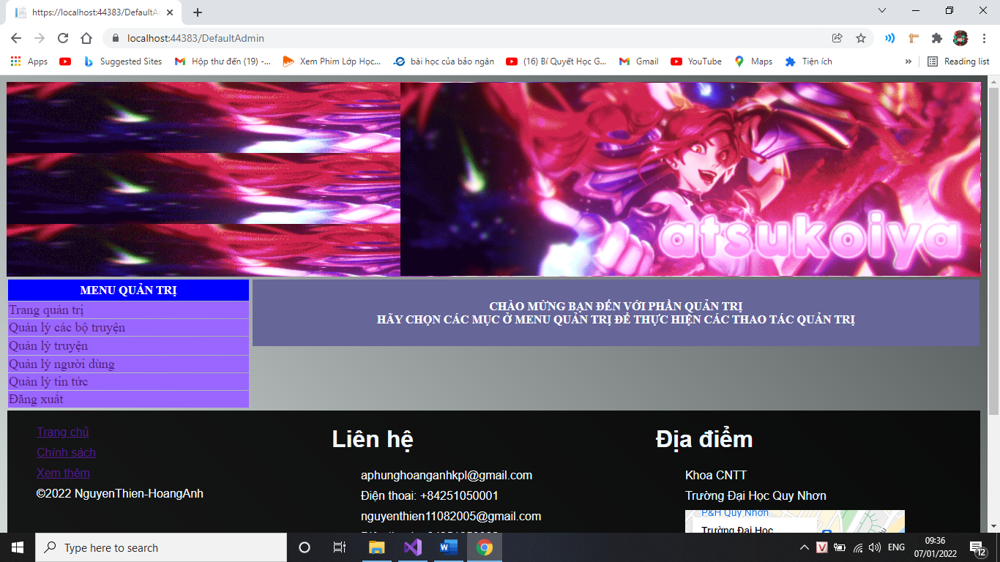 https://localhost:44383/DefaultA
localhost:44383/DefaultAdmin
Apps
Suggested Sites
Hộp thư đến (19) -...
Xem Phim Lớp Học...
bài học của bảo ngân
(16) Bí Quyết Học G...
Gmail
YouTube
Maps
Tiện ích
»
Reading list
atsukoiya
MENU QUẢN TRỊ
Trang quản trị
Quản lý các bộ truyện
Quản lý truyện
Quản lý người dùng
Quản lý tin tức
Đăng xuất
CHÀO MỪNG BẠN ĐẾN VỚI PHẦN QUẢN TRỊ
HÃY CHỌN CÁC MỤC Ở MENU QUẢN TRỊ ĐỂ THỰC HIỆN CÁC THAO TÁC QUẢN TRỊ
Trang chủ
Chính sách
Xem thêm
©2022 NguyenThien-HoangAnh
Liên hệ
aphunghoanganhkpl@gmail.com
Điện thoai: +84251050001
nguyenthien11082005@gmail.com
Địa điểm
Khoa CNTT
Trường Đại Học Quy Nhơn
P&H Quy Nhơn
Trường Đại Học
Type here to search
V
ENG
09:36
07/01/2022
12